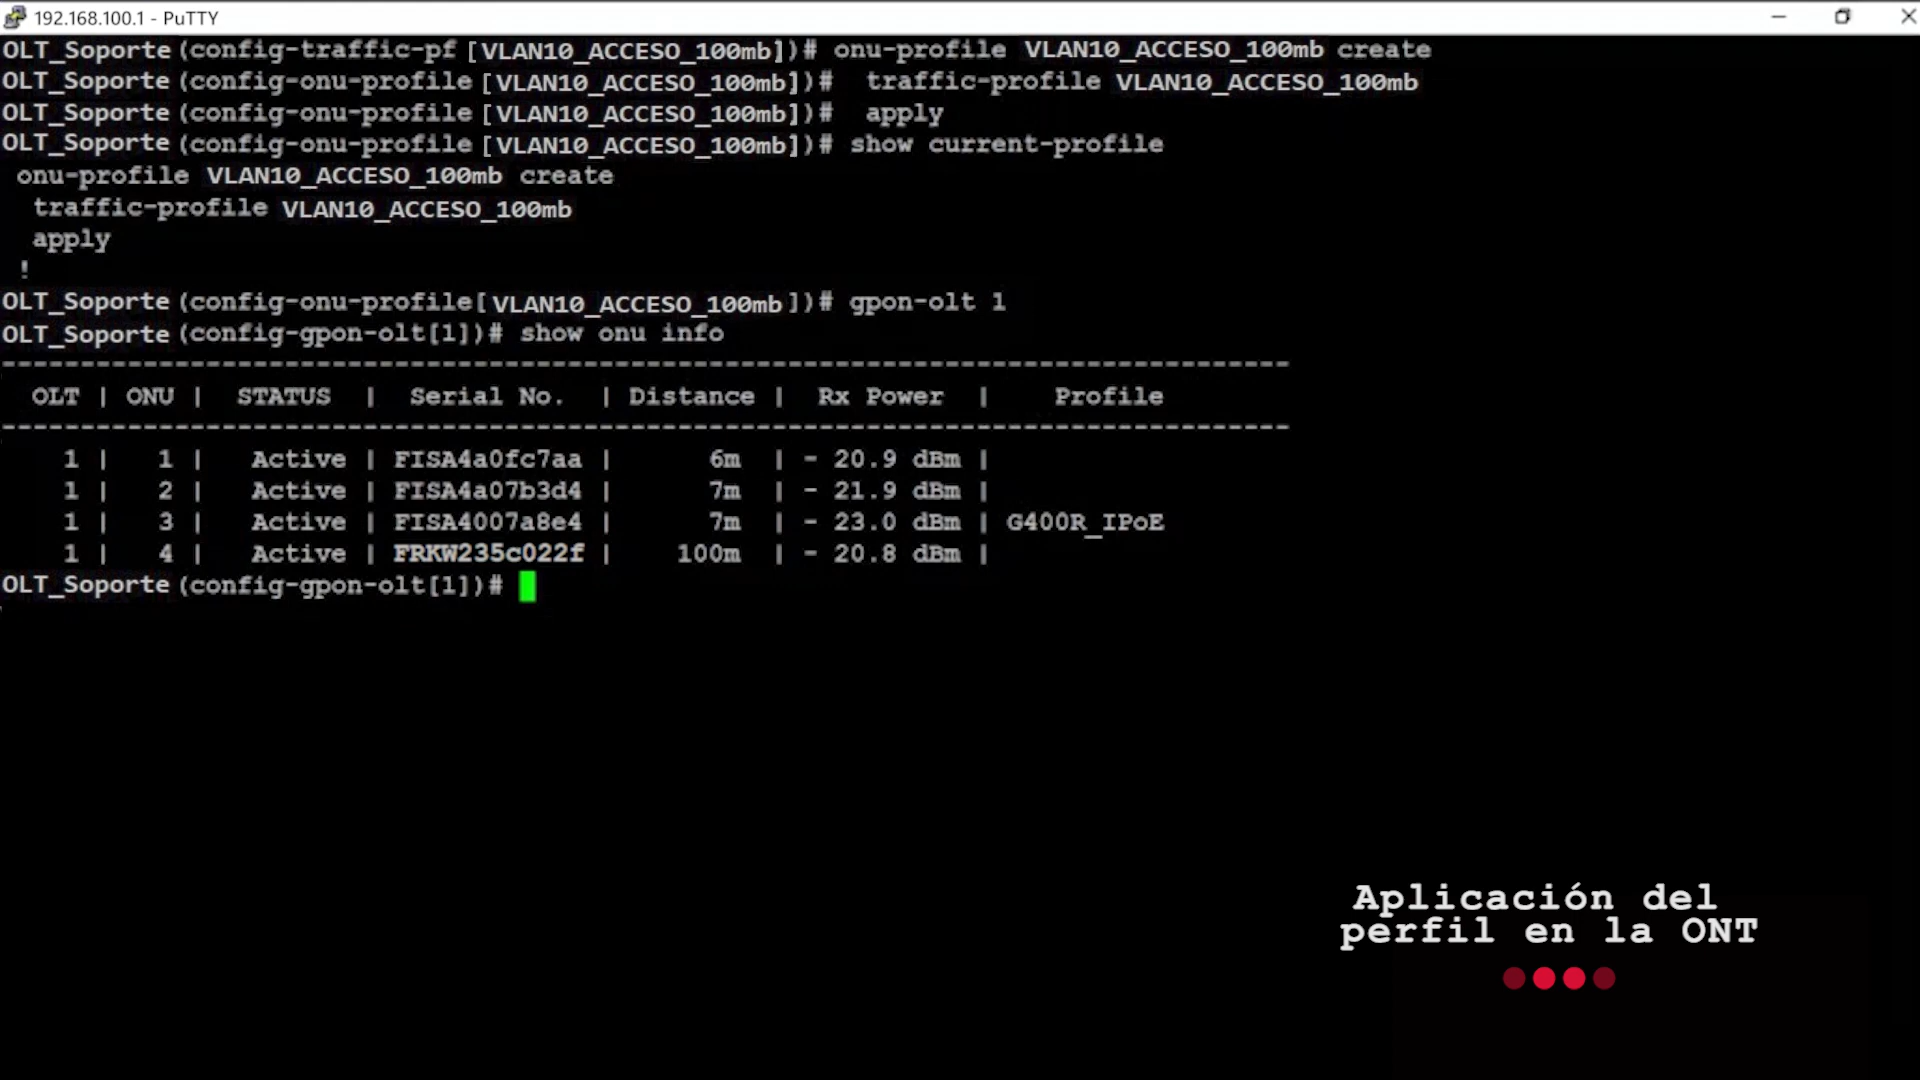 192.168.100.1 - PuTTY
OLT_Soporte (config-traffic-pf [VLAN10_ACCESO_100mb])# onu-profile VLAN10_ACCESO_100mb create
OLT_Soporte (config-onu-profile [VLAN10_ACCESO_100mb])# traffic-profile VLAN10_ACCESO_100mb
OLT_Soporte (config-onu-profile [VLAN10_ACCESO_100mb])# apply
OLT_Soporte (config-onu-profile [VLAN10_ACCESO_100mb])# show current-profile
onu-profile VLAN10_ACCESO_100mb create
traffic-profile VLAN10_ACCESO_100mb
apply
!
OLT_Soporte (config-onu-profile[ VLAN10_ACCESO_100mb ])# gpon-olt 1
OLT_Soporte (config-gpon-olt[1])# show onu info
-----------------------------------------------------------------------------------
OLT | ONU | STATUS | Serial No. | Distance | Rx Power | Profile
-----------------------------------------------------------------------------------
1 | 1 | Active | FISA4a0fc7aa | 6m | - 20.9 dBm |
1 | 2 | Active | FISA4a07b3d4 | 7m | - 21.9 dBm |
1 | 3 | Active | FISA4007a8e4 | 7m | - 23.0 dBm | G400R_IPoE
1 | 4 | Active | FRKW235c022f | 100m | - 20.8 dBm |
OLT_Soporte (config-gpon-olt[1])#
Aplicación del
perfil en la ONT